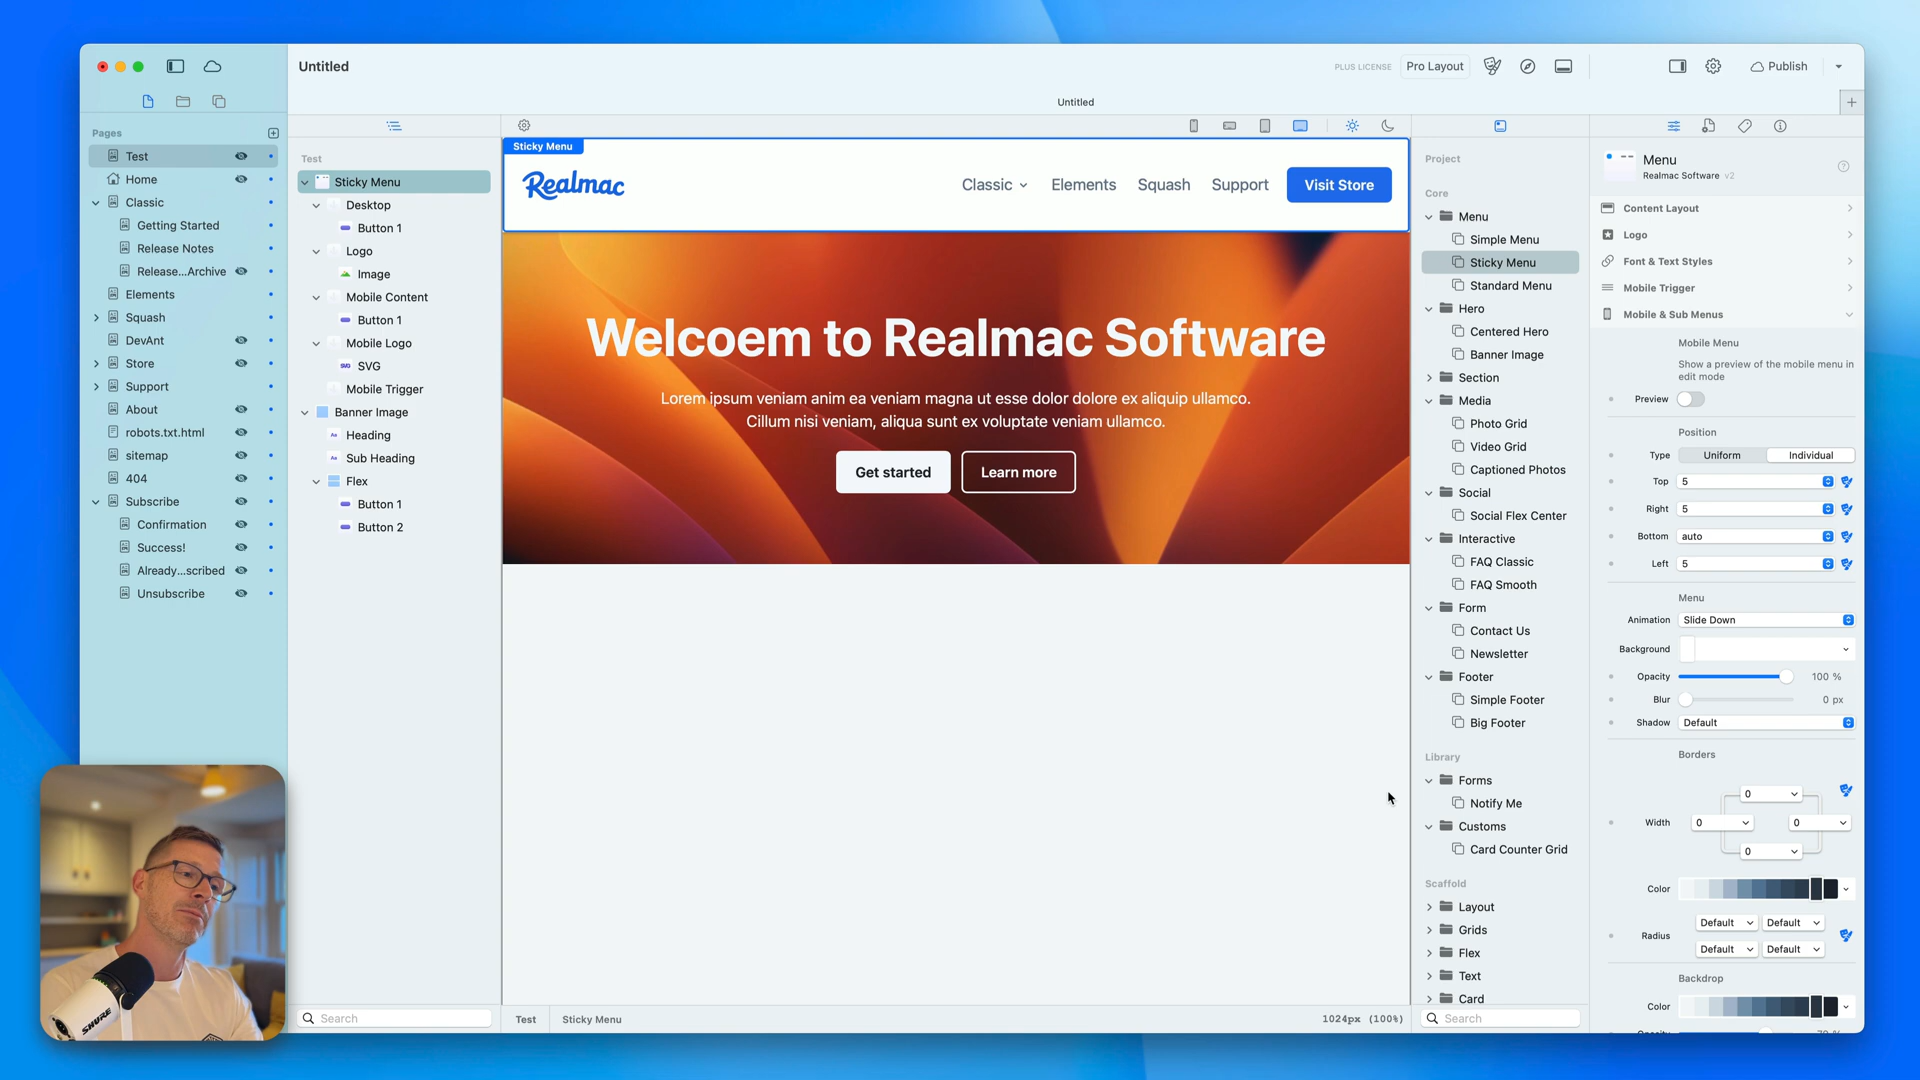 Untitled
PLUS LICENSE
Pro Layout
Publish
Untitled
Pages
Test
Home
Classic
Getting Started
Release Notes
Release...Archive
Elements
Squash
DevAnt
Store
Support
About
robots.txt.html
sitemap
404
Subscribe
Confirmation
Success!
Already...scribed
Unsubscribe
SHURE
Test
Sticky Menu
Desktop
Button 1
Logo
Image
Mobile Content
Button 1
Mobile Logo
SVG
Mobile Trigger
Banner Image
Heading
Sub Heading
Flex
Button 1
Button 2
Search
Sticky Menu
Realmac
Classic
Elements
Squash
Support
Visit Store
Welcoem to Realmac Software
Lorem ipsum veniam anim ea veniam magna ut esse dolor dolore ex aliquip ullamco.
Cillum nisi veniam, aliqua sunt ex voluptate veniam ullamco.
Get started
Learn more
Test
Sticky Menu
1024px (100%)
Project
Core
Menu
Simple Menu
Sticky Menu
Standard Menu
Hero
Centered Hero
Banner Image
Section
Media
Photo Grid
Video Grid
Captioned Photos
Social
Social Flex Center
Interactive
FAQ Classic
FAQ Smooth
Form
Contact Us
Newsletter
Footer
Simple Footer
Big Footer
Library
Forms
Notify Me
Customs
Card Counter Grid
Scaffold
Layout
Grids
Flex
Text
Card
Search
Menu
Realmac Software v2
Content Layout
Logo
Font & Text Styles
Mobile Trigger
Mobile & Sub Menus
Mobile Menu
Show a preview of the mobile menu in
edit mode
Preview
Position
Type Uniform Individual
Top 5
Right 5
Bottom auto
Left 5
Menu
Animation Slide Down
Background
Opacity 100 %
Blur 0 px
Shadow Default
Borders
0
Width 0 0
0
Color
Default Default
Radius
Default Default
Backdrop
Color